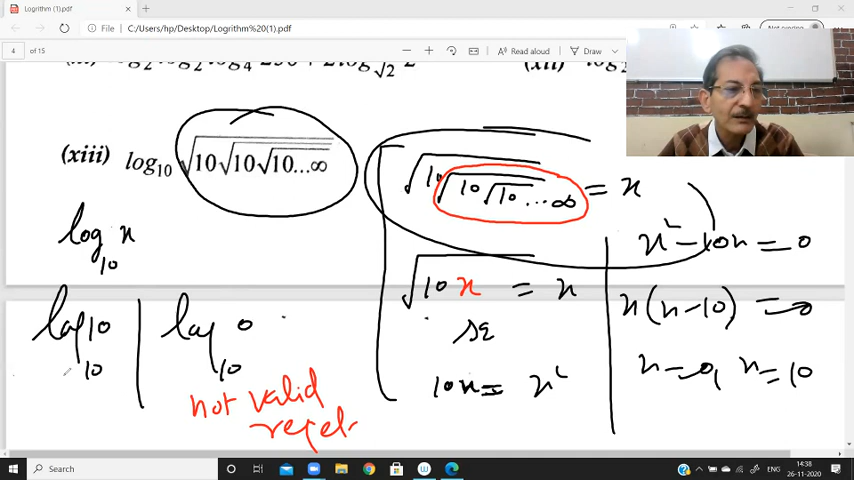 Logrithm%20(1).pdf
File | C:/Users/hp/Desktop/Logrithm%20(1).pdf
4 of 15
Read aloud
Draw
(xiii) log10 √10√10√10...∞
√10√10√10...∞ = x
log10 x
x² - 10x = 0
√10x = x
x(x-10) = 0
log10 10
log10 0
10x = x²
x = 0, x = 10
not valid
Search
ENG
14:38
26-11-2020